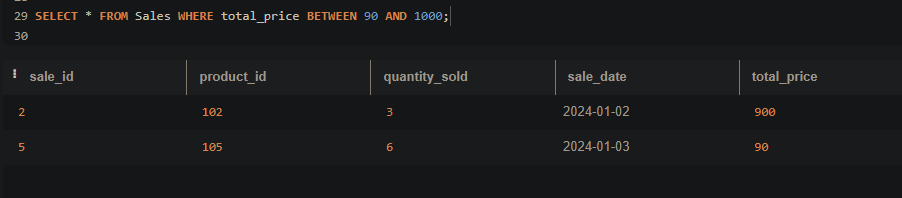 29 SELECT * FROM Sales WHERE total_price BETWEEN 90 AND 1000;
30
sale_id product_id quantity_sold sale_date total_price
2 102 3 2024-01-02 900
5 105 6 2024-01-03 90